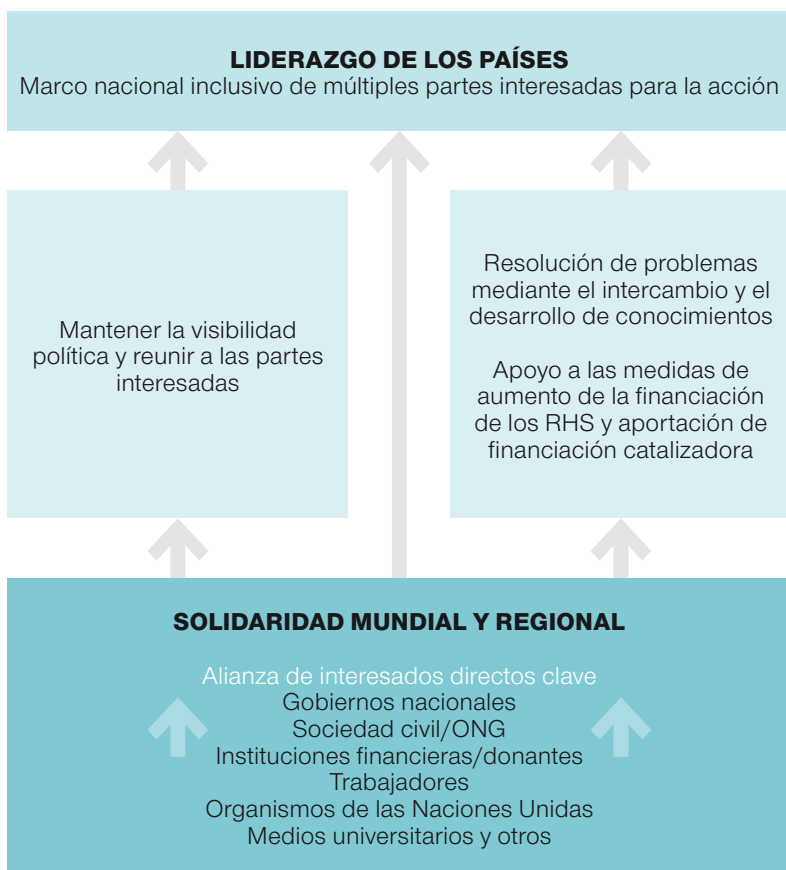 LIDERAZGO DE LOS PAÍSES
Marco nacional inclusivo de múltiples partes interesadas para la acción
Mantener la visibilidad
política y reunir a las partes
interesadas
Resolución de problemas
mediante el intercambio y el
desarrollo de conocimientos
Apoyo a las medidas de
aumento de la financiación
de los RHS y aportación de
financiación catalizadora
SOLIDARIDAD MUNDIAL Y REGIONAL
Alianza de interesados directos clave
Gobiernos nacionales
Sociedad civil/ONG
Instituciones financieras/donantes
Trabajadores
Organismos de las Naciones Unidas
Medios universitarios y otros